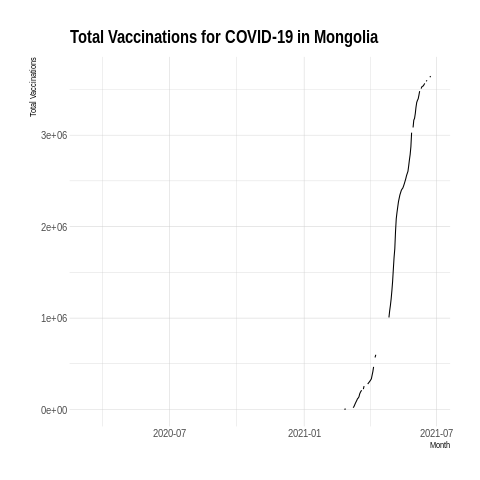 Total Vaccinations for COVID-19 in Mongolia
Total Vaccinations
3e+06
2e+06
1e+06
0e+00
2020-07
2021-01
2021-07
Month